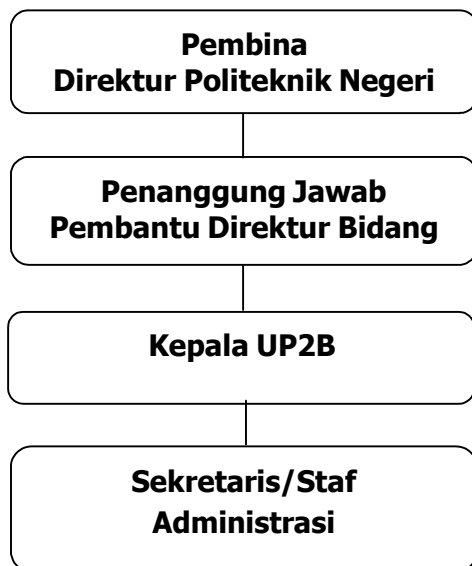 Pembina
Direktur Politeknik Negeri
Penanggung Jawab
Pembantu Direktur Bidang
Kepala UP2B
Sekretaris/Staf
Administrasi